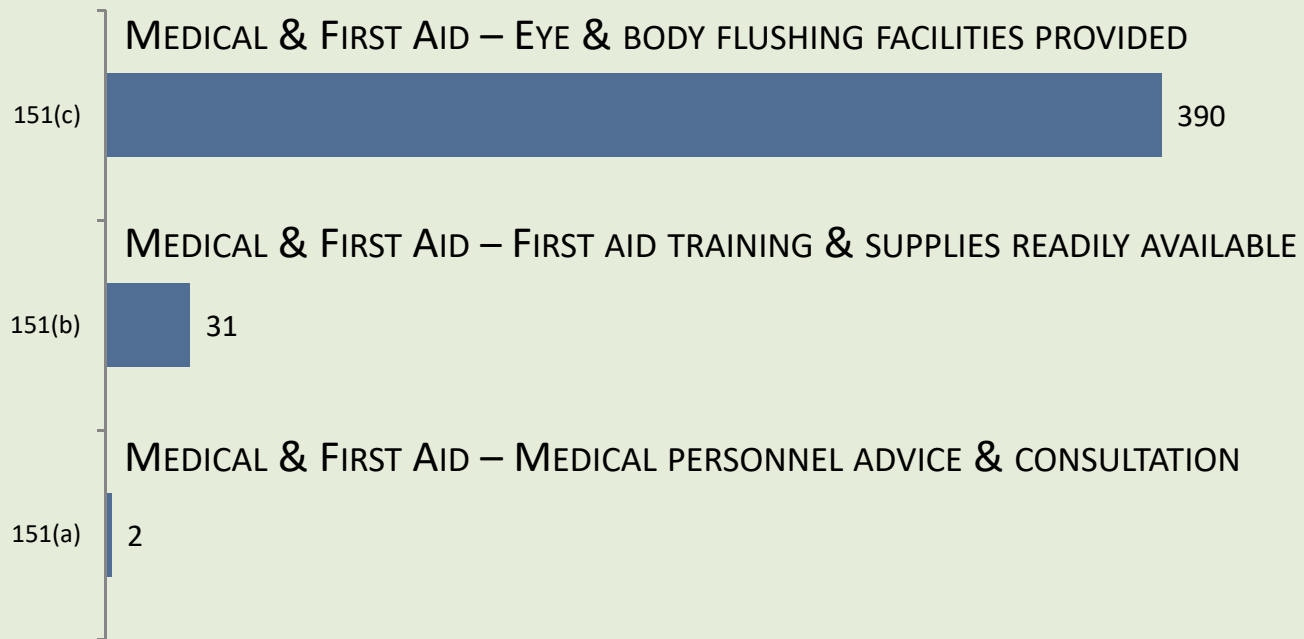 Medical & First Aid – Eye & body flushing facilities provided
151(c)
390
Medical & First Aid – First aid training & supplies readily available
151(b)
31
Medical & First Aid – Medical personnel advice & consultation
151(a)
2